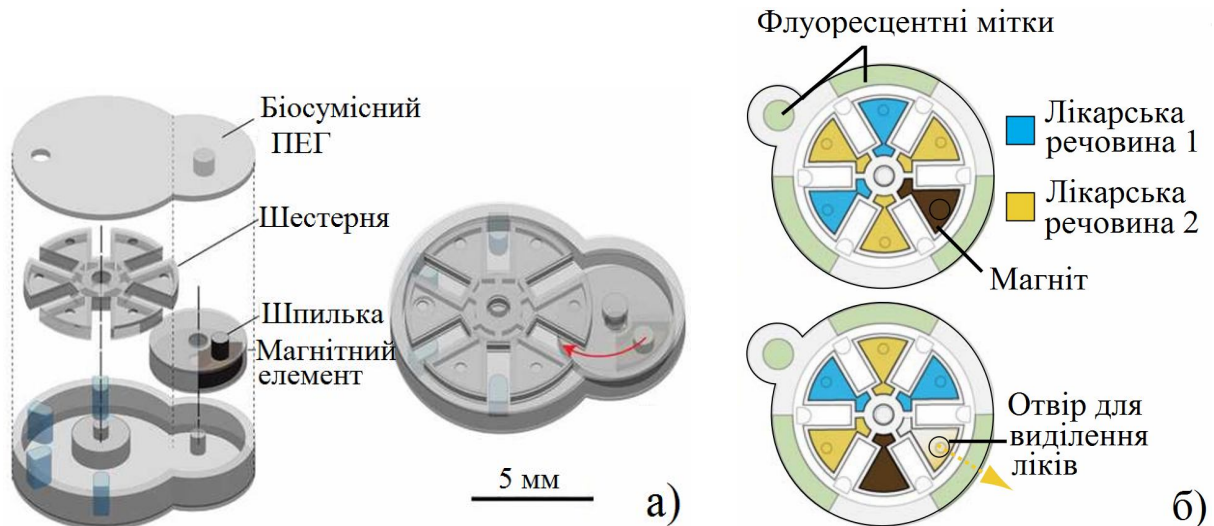 Біосумісний
ПЕГ
Шестерня
Шпилька
Магнітний
елемент
5 мм
а)
Флуоресцентні мітки
Лікарська
речовина 1
Лікарська
речовина 2
Магніт
Отвір для
виділення
ліків
б)